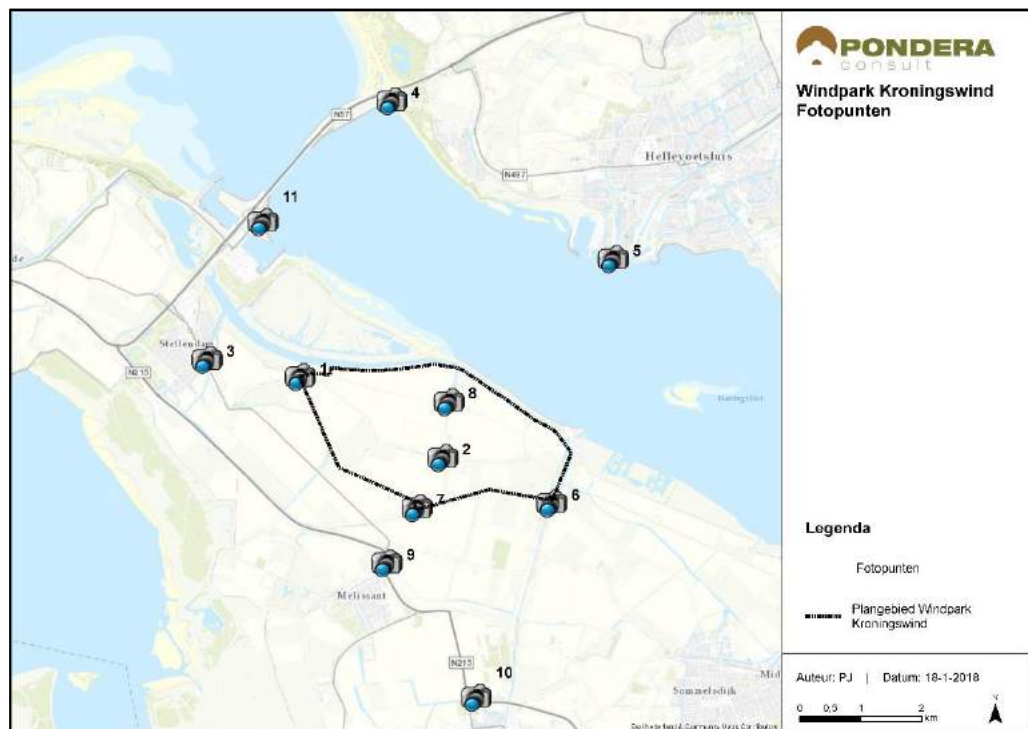 PONDERA
consult
Windpark Kroningswind
Fotopunten
4
N57
Hellevoetsluis
N497
11
5
Stellendam
3
1
N215
8
Haringvliet
2
7
6
9
Melissant
Legenda
Fotopunten
Plangebied Windpark
Kroningswind
N215
10
Sommelsdijk
Mid
Auteur: PJ | Datum: 18-1-2018
0 0,5 1 2
km
N